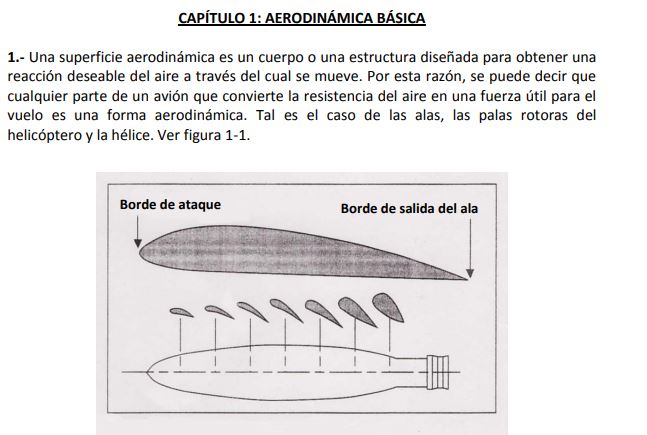 CAPÍTULO 1: AERODINÁMICA BÁSICA
1.- Una superficie aerodinámica es un cuerpo o una estructura diseñada para obtener una
reacción deseable del aire a través del cual se mueve. Por esta razón, se puede decir que
cualquier parte de un avión que convierte la resistencia del aire en una fuerza útil para el
vuelo es una forma aerodinámica. Tal es el caso de las alas, las palas rotoras del
helicóptero y la hélice. Ver figura 1-1.
Borde de ataque
Borde de salida del ala